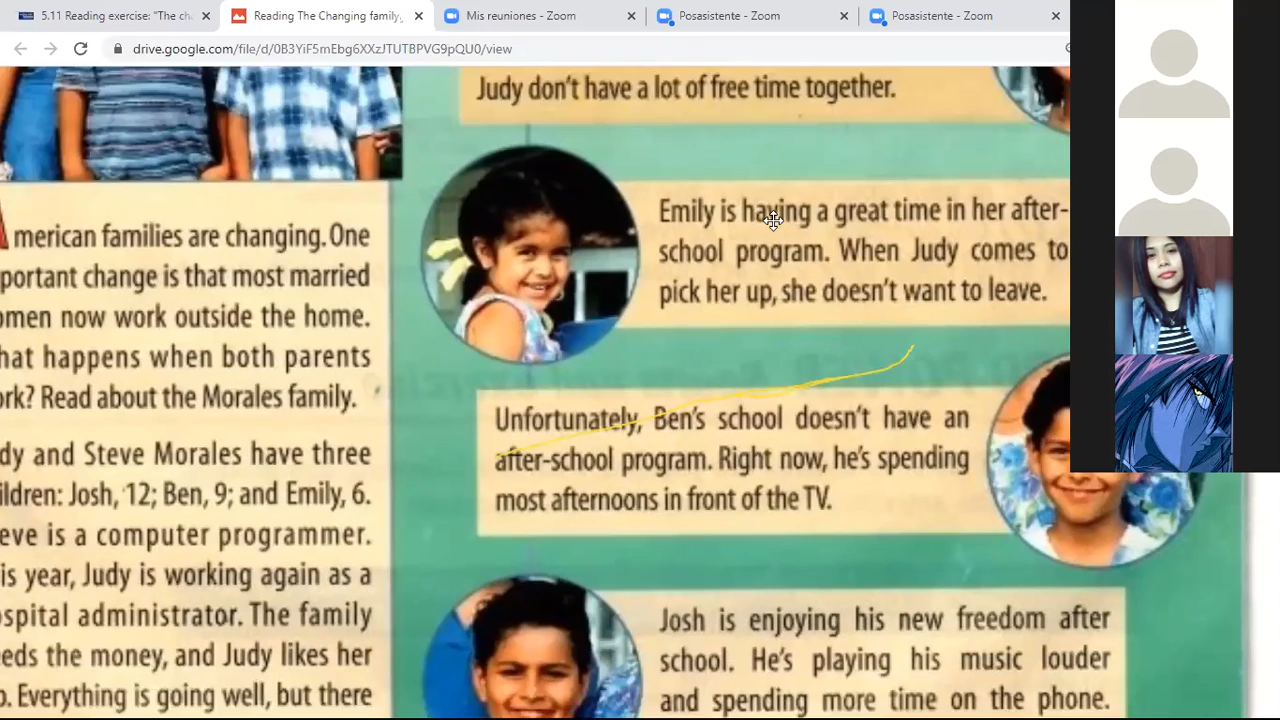 5.11 Reading exercise "The ch
Reading The Changing family,
Mis reuniones - Zoom
Posasistente - Zoom
Posasistente - Zoom
drive.google.com/file/d/0B3YiF5mEbg6XXzJTUTBPVG9pQU0/view
Judy don't have a lot of free time together.
Emily is having a great time in her after-
school program. When Judy comes to
pick her up, she doesn't want to leave.
merican families are changing. One
portant change is that most married
omen now work outside the home.
hat happens when both parents
ork? Read about the Morales family.
Unfortunately, Ben's school doesn't have an
after-school program. Right now, he's spending
most afternoons in front of the TV.
dy and Steve Morales have three
ildren: Josh, 12; Ben, 9; and Emily, 6.
eve is a computer programmer.
is year, Judy is working again as a
ospital administrator. The family
eds the money, and Judy likes her
b. Everything is going well, but there
Josh is enjoying his new freedom after
school. He's playing his music louder
and spending more time on the phone.